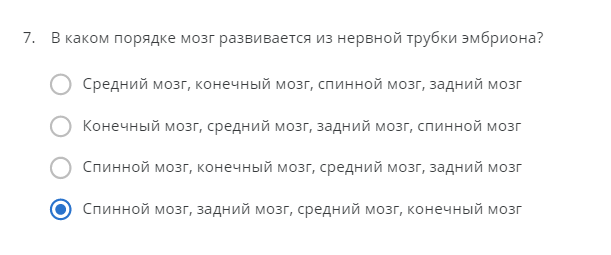 7. В каком порядке мозг развивается из нервной трубки эмбриона?
Средний мозг, конечный мозг, спинной мозг, задний мозг
Конечный мозг, средний мозг, задний мозг, спинной мозг
Спинной мозг, конечный мозг, средний мозг, задний мозг
Спинной мозг, задний мозг, средний мозг, конечный мозг